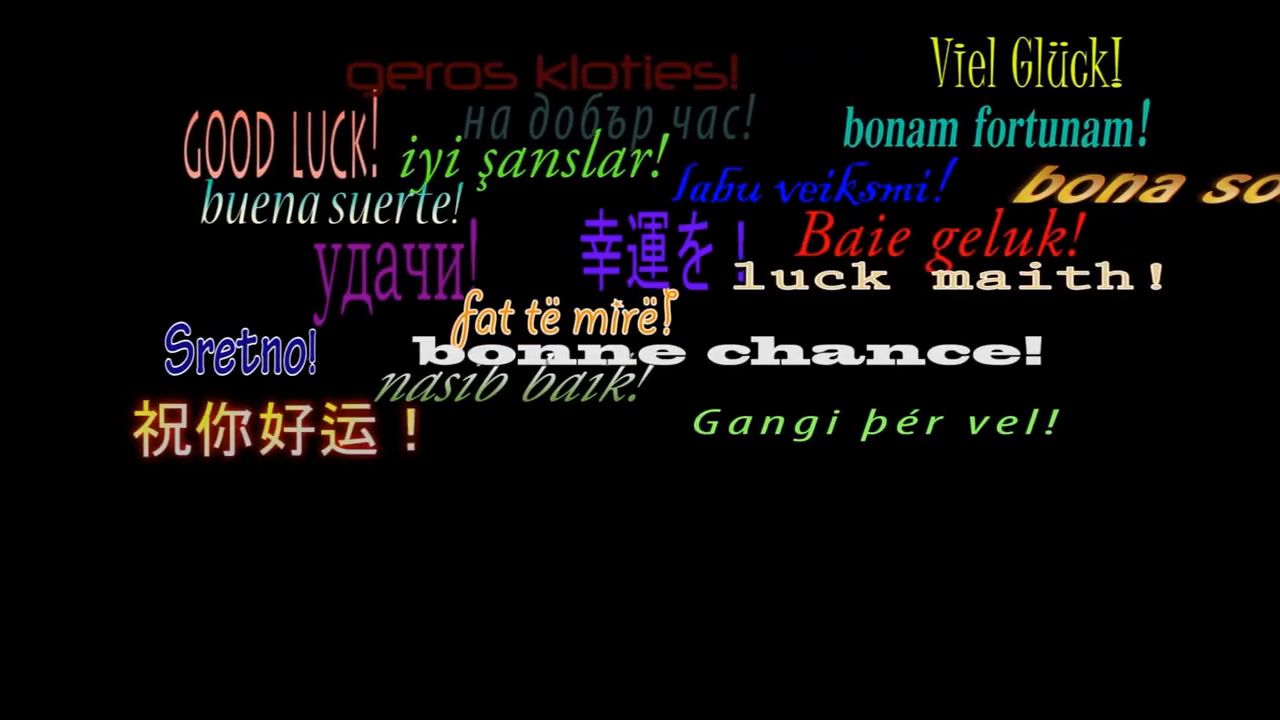 Viel Glück!
geros kloties!
на добър час!
GOOD LUCK!
bonam fortunam!
iyi şanslar!
labu veiksmi!
bona so
buena suerte!
Baie geluk!
удачи!
幸運を！
luck maith!
fat të mirë!
Sretno!
bonne chance!
nasib baik!
祝你好运！
Gangi þér vel!